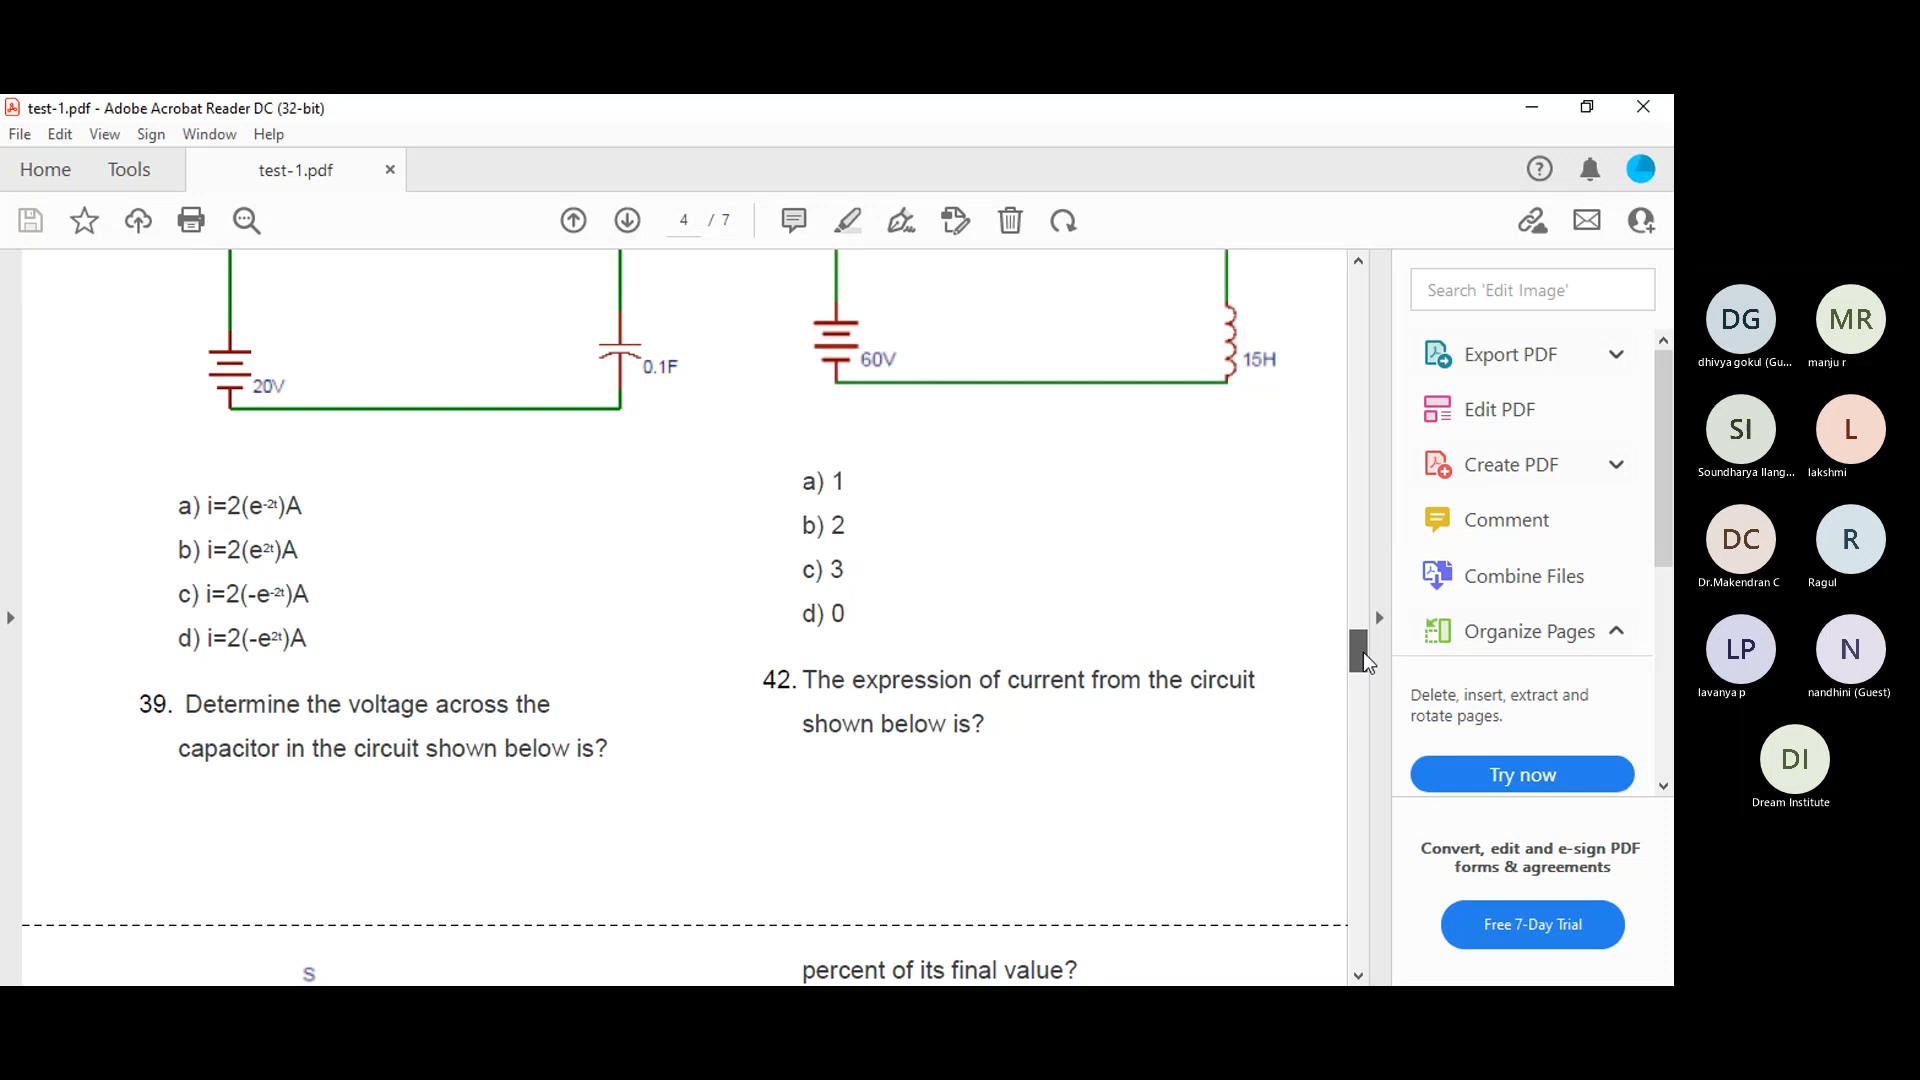 test-1.pdf - Adobe Acrobat Reader DC (32-bit)
File Edit View Sign Window Help
Home Tools test-1.pdf
4 / 7
20V
0.1F
a) i=2(e-2t)A
b) i=2(e2t)A
c) i=2(-e-2t)A
d) i=2(-e2t)A
39. Determine the voltage across the
capacitor in the circuit shown below is?
S
60V
15H
a) 1
b) 2
c) 3
d) 0
42. The expression of current from the circuit
shown below is?
percent of its final value?
Search 'Edit Image'
Export PDF
Edit PDF
Create PDF
Comment
Combine Files
Organize Pages
Delete, insert, extract and
rotate pages.
Try now
Convert, edit and e-sign PDF
forms & agreements
Free 7-Day Trial
DG MR
dhivya gokul (Gu... manju r
SI L
Soundharya Ilang... lakshmi
DC R
Dr.Makendran C Ragul
LP N
lavanya p nandhini (Guest)
DI
Dream Institute